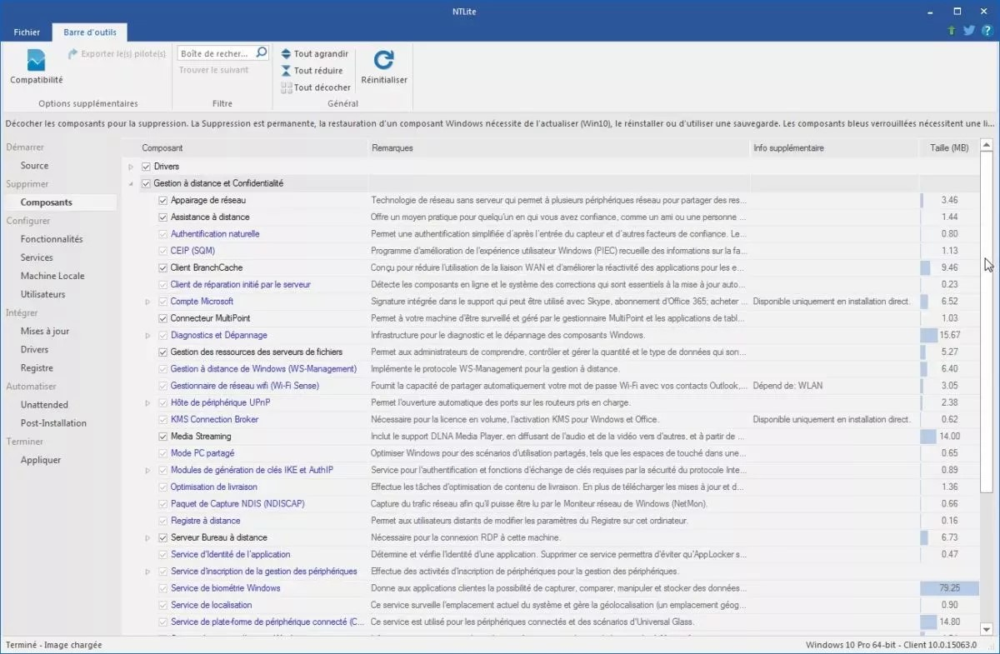 NTLite
Fichier
Barre d'outils
Compatibilité
Exporter le(s) pilote(s)
Options supplémentaires
Boîte de recher...
Trouver le suivant
Filtre
Tout agrandir
Tout réduire
Tout décocher
Réinitialiser
Général
Décocher les composants pour la suppression. La Suppression est permanente, la restauration d'un composant Windows nécessite de l'actualiser (Win10), le réinstaller ou d'utiliser une sauvegarde. Les composants bleus verrouillées nécessitent une li...
Démarrer
Source
Supprimer
Composants
Configurer
Fonctionnalités
Services
Machine Locale
Utilisateurs
Intégrer
Mises à jour
Drivers
Registre
Automatiser
Unattended
Post-Installation
Terminer
Appliquer
Composant Remarques Info supplémentaire Taille (MB)
Drivers
Gestion à distance et Confidentialité
Appairage de réseau Technologie de réseau sans serveur qui permet à plusieurs périphériques réseau pour partager des res... 3.46
Assistance à distance Offre un moyen pratique pour quelqu'un en qui vous avez confiance, comme un ami ou une personne ... 1.44
Authentification naturelle Permet une authentification simplifiée d'après l'entrée du capteur et d'autres facteurs de confiance. Le... 0.80
CEIP (SQM) Programme d'amélioration de l'expérience utilisateur Windows (PIEC) recueille des informations sur la fa... 1.13
Client BranchCache Conçu pour réduire l'utilisation de la liaison WAN et d'améliorer la réactivité des applications pour les e... 9.46
Client de réparation initié par le serveur Détecte les composants en ligne et le système des corrections qui sont essentiels à la mise à jour auto... 0.23
Compte Microsoft Signature intégrée dans le support qui peut être utilisé avec Skype, abonnement d'Office 365; acheter ... Disponible uniquement en installation direct. 6.52
Connecteur MultiPoint Permet à votre machine d'être surveillé et géré par le gestionnaire MultiPoint et les applications de tabl... 1.03
Diagnostics et Dépannage Infrastructure pour le diagnostic et le dépannage des composants Windows. 15.67
Gestion des ressources des serveurs de fichiers Permet aux administrateurs de comprendre, contrôler et gérer la quantité et le type de données qui son... 5.27
Gestion à distance de Windows (WS-Management) Implémente le protocole WS-Management pour la gestion à distance. 6.40
Gestionnaire de réseau wifi (Wi-Fi Sense) Fournit la capacité de partager automatiquement votre mot de passe Wi-Fi avec vos contacts Outlook,... Dépend de: WLAN 3.05
Hôte de périphérique UPnP Permet l'ouverture automatique des ports sur les routeurs pris en charge. 2.38
KMS Connection Broker Nécessaire pour la licence en volume, l'activation KMS pour Windows et Office. Disponible uniquement en installation direct. 0.62
Media Streaming Inclut le support DLNA Media Player, en diffusant de l'audio et de la vidéo vers d'autres, et à partir de ... 14.00
Mode PC partagé Optimiser Windows pour des scénarios d'utilisation partagés, tels que les espaces de touché dans une... 0.65
Modules de génération de clés IKE et AuthIP Service pour l'authentification et fonctions d'échange de clés requises par la sécurité du protocole Inte... 0.89
Optimisation de livraison Effectue les tâches d'optimisation de contenu de livraison. En plus de télécharger les mises à jour et d... 1.36
Paquet de Capture NDIS (NDISCAP) Capture du trafic réseau afin qu'il puisse être lu par le Moniteur réseau de Windows (NetMon). 0.66
Registre à distance Permet aux utilisateurs distants de modifier les paramètres du Registre sur cet ordinateur. 0.16
Serveur Bureau à distance Nécessaire pour la connexion RDP à cette machine. 6.73
Service d'Identité de l'application Détermine et vérifie l'identité d'une application. Supprimer ce service permettra d'éviter qu'AppLocker s... 0.47
Service d'inscription de la gestion des périphériques Effectue des activités d'inscription de périphériques pour la gestion des périphériques.
Service de biométrie Windows Donne aux applications clientes la possibilité de capturer, comparer, manipuler et stocker des données... 79.25
Service de localisation Ce service surveille l'emplacement actuel du système et gère la géolocalisation (un emplacement géog... 0.90
Service de plate-forme de périphérique connecté (C... Ce service est utilisé pour les périphériques connectés et des scénarios d'Universal Glass. 14.80
Terminé - Image chargée
Windows 10 Pro 64-bit - Client 10.0.15063.0